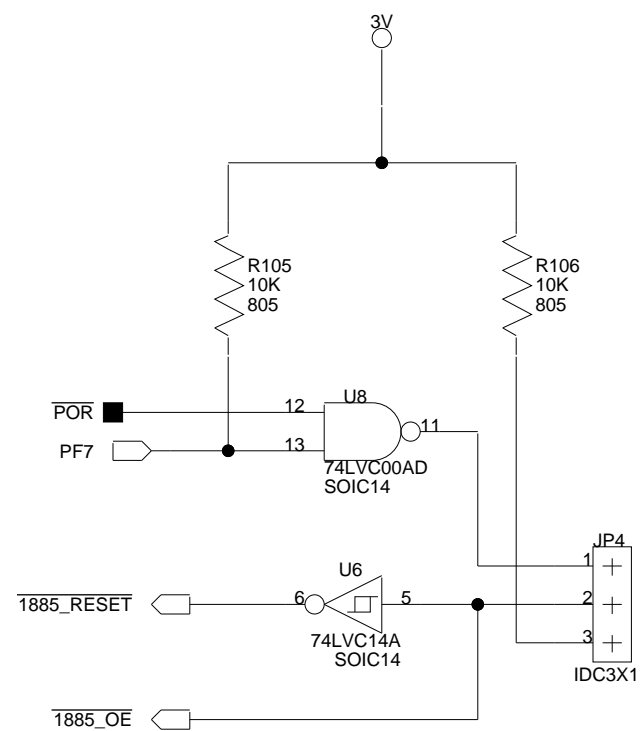 3V
R105
10K
805
R106
10K
805
POR
12
U8
11
PF7
13
74LVC00AD
SOIC14
JP4
1
U6
1885_RESET
6
5
2
3
74LVC14A
SOIC14
IDC3X1
1885_OE